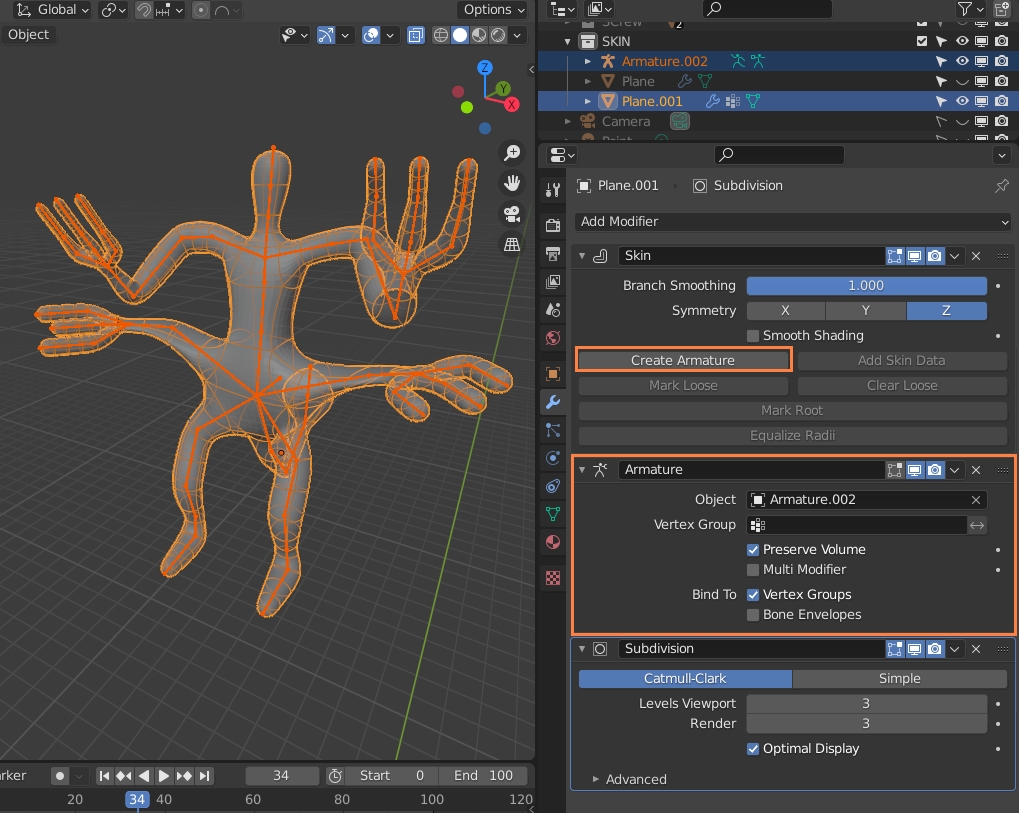 Global
Options
Object
Z
Y
X
Screw
2
SKIN
Armature.002
Plane
Plane.001
Camera
Point
Plane.001 › Subdivision
Add Modifier
Skin
Branch Smoothing 1.000
Symmetry X Y Z
Smooth Shading
Create Armature Add Skin Data
Mark Loose Clear Loose
Mark Root
Equalize Radii
Armature
Object Armature.002
Vertex Group
Preserve Volume
Multi Modifier
Bind To Vertex Groups
Bone Envelopes
Subdivision
Catmull-Clark Simple
Levels Viewport 3
Render 3
Optimal Display
Advanced
rker 34 Start 0 End 100
20 34 40 60 80 100 120